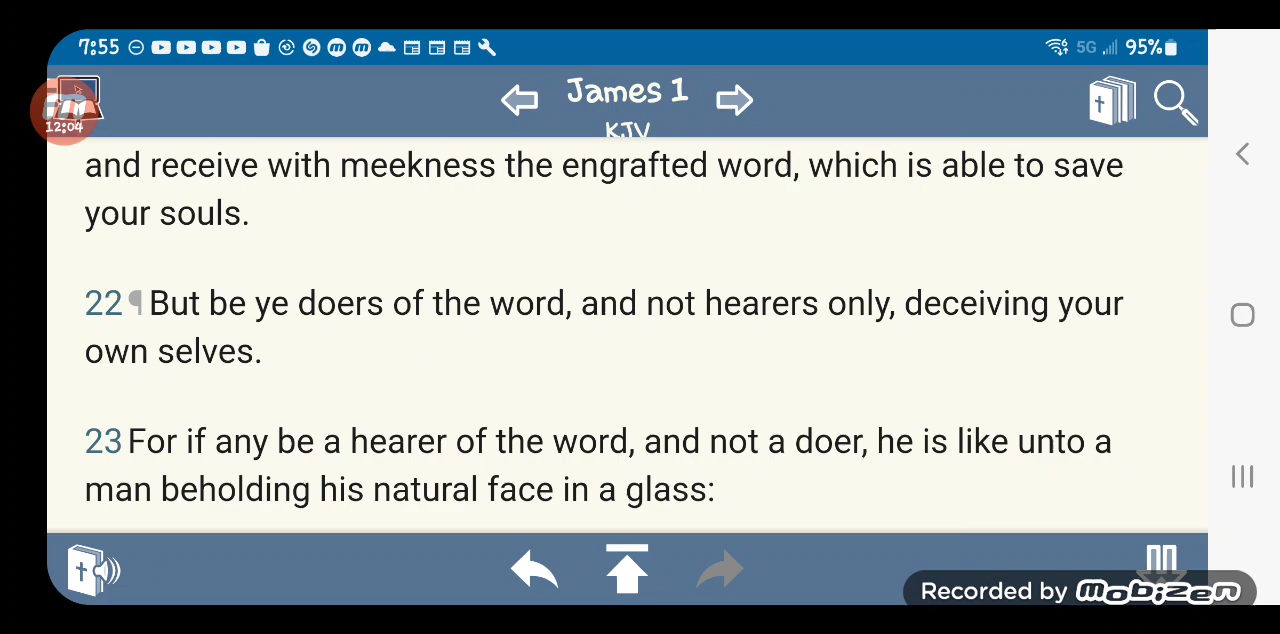 7:55 5G 95%
James 1
KJV
12:04
and receive with meekness the engrafted word, which is able to save
your souls.
22 ¶ But be ye doers of the word, and not hearers only, deceiving your
own selves.
23 For if any be a hearer of the word, and not a doer, he is like unto a
man beholding his natural face in a glass:
Recorded by mobizen